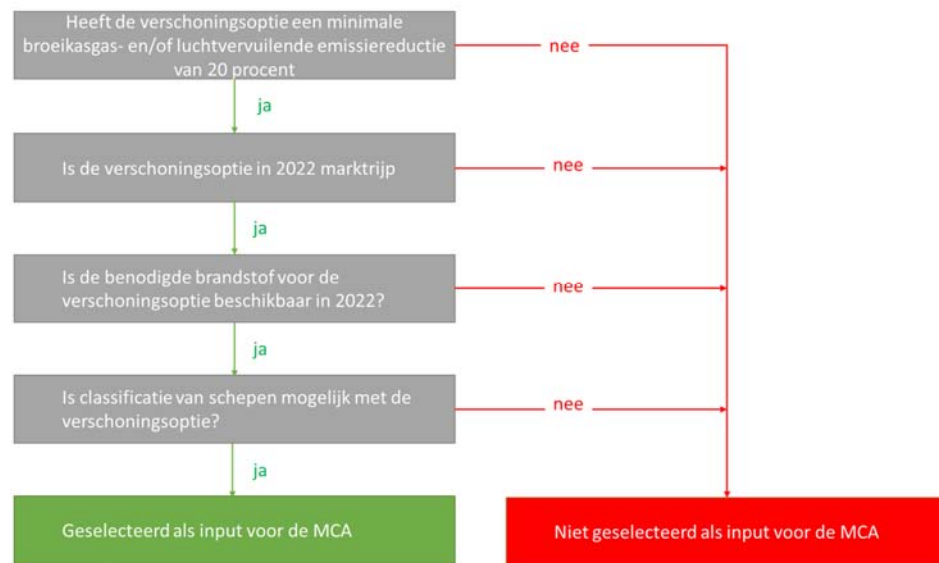 Heeft de verschoningsoptie een minimale
broeikasgas- en/of luchtvervuilende emissiereductie
van 20 procent
nee
ja
Is de verschoningsoptie in 2022 marktrijp
nee
ja
Is de benodigde brandstof voor de
verschoningsoptie beschikbaar in 2022?
nee
ja
Is classificatie van schepen mogelijk met de
verschoningsoptie?
nee
ja
Geselecteerd als input voor de MCA
Niet geselecteerd als input voor de MCA